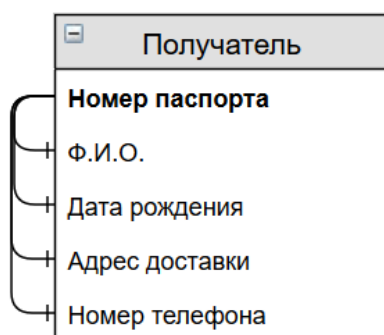 Получатель
Номер паспорта
Ф.И.О.
Дата рождения
Адрес доставки
Номер телефона